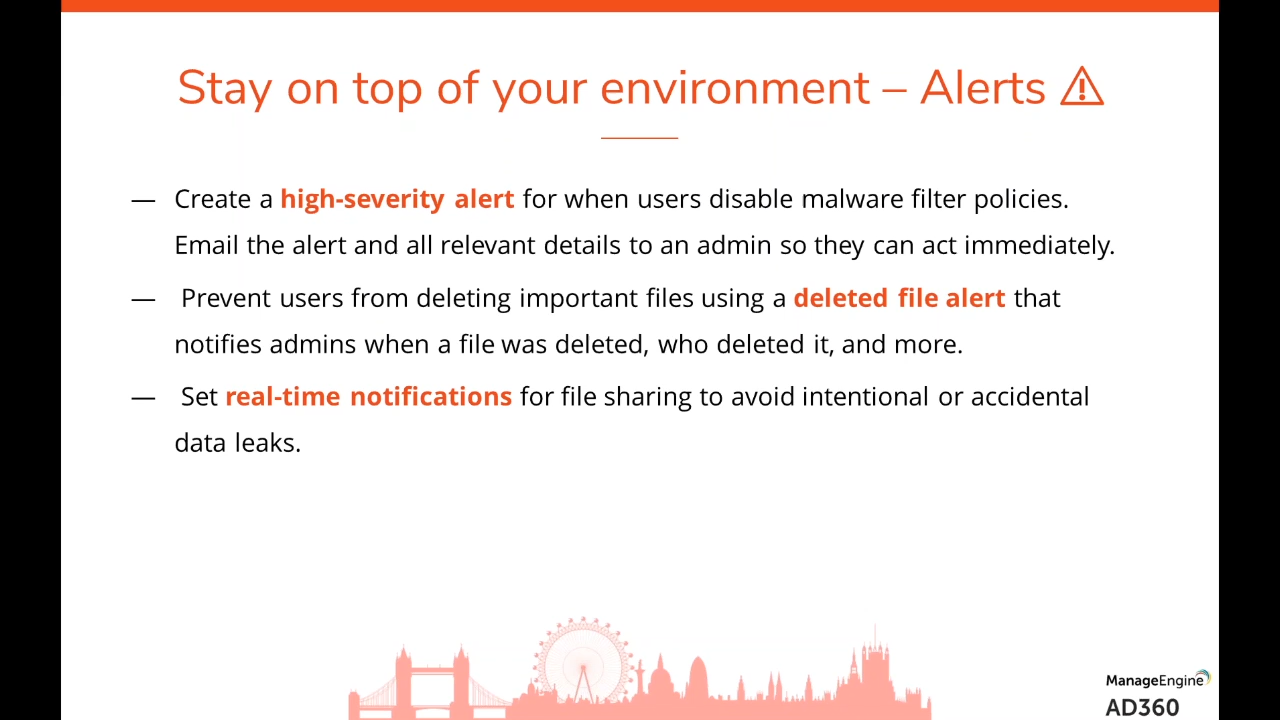 Stay on top of your environment – Alerts ⚠
— Create a high-severity alert for when users disable malware filter policies.
Email the alert and all relevant details to an admin so they can act immediately.
— Prevent users from deleting important files using a deleted file alert that
notifies admins when a file was deleted, who deleted it, and more.
— Set real-time notifications for file sharing to avoid intentional or accidental
data leaks.
ManageEngine
AD360